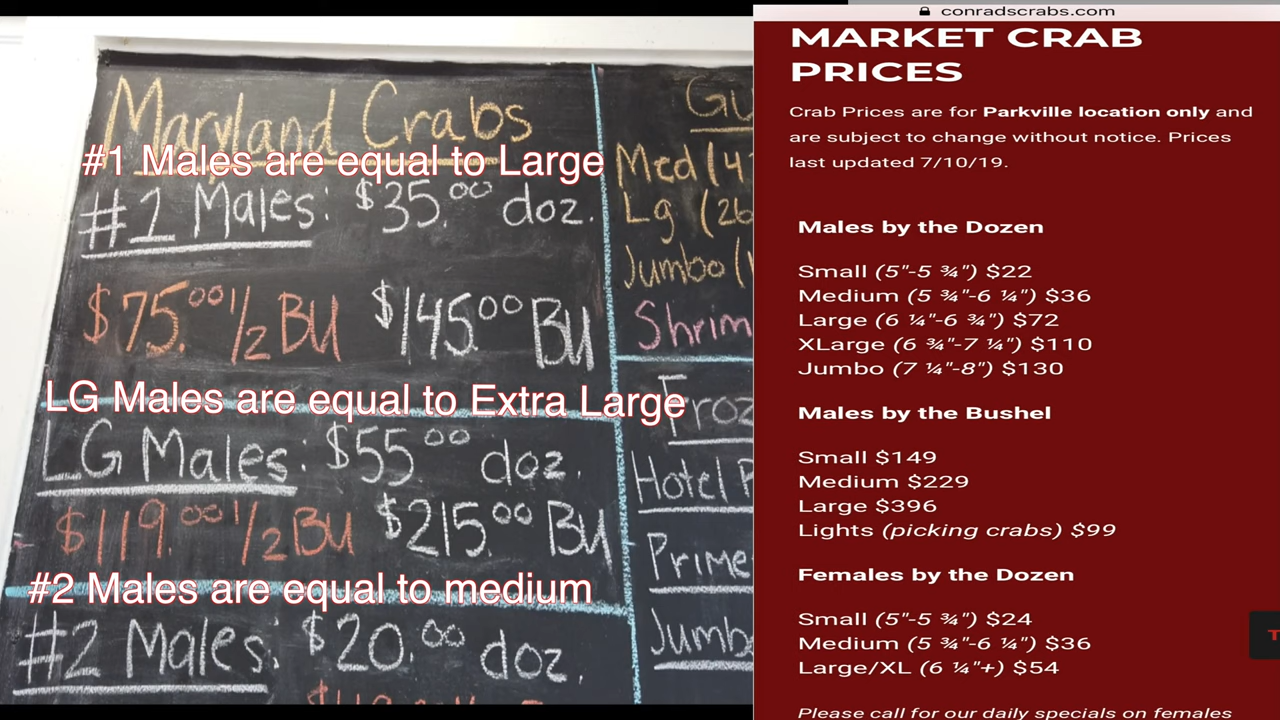 Maryland Crabs
#1 Males are equal to Large
#1 Males: $35.00 doz.
$75.00 1/2 BU $145.00 BU
LG Males are equal to Extra Large
LG Males: $55.00 doz.
$119.00 1/2 BU $215.00 BU
#2 Males are equal to medium
#2 Males: $20.00 doz.
Med
Lg (26
Jumbo
Hotel
Prime
conradscrabs.com
MARKET CRAB
PRICES
Crab Prices are for Parkville location only and
are subject to change without notice. Prices
last updated 7/10/19.
Males by the Dozen
Small (5"-5 ¾") $22
Medium (5 ¾"-6 ¼") $36
Large (6 ¼"-6 ¾") $72
XLarge (6 ¾"-7 ¼") $110
Jumbo (7 ¼"-8") $130
Males by the Bushel
Small $149
Medium $229
Large $396
Lights (picking crabs) $99
Females by the Dozen
Small (5"-5 ¾") $24
Medium (5 ¾"-6 ¼") $36
Large/XL (6 ¼"+) $54
Please call for our daily specials on females